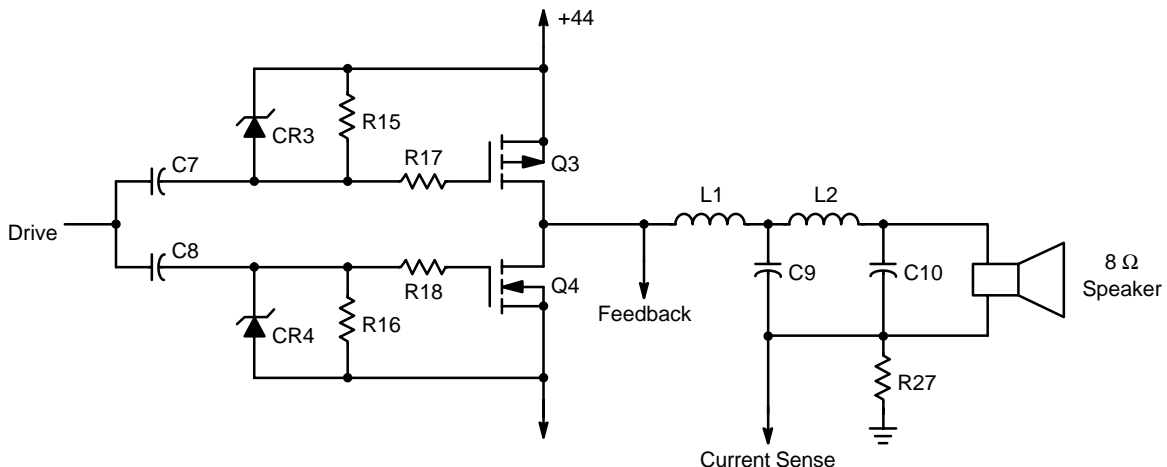 +44
CR3
R15
C7
R17
Q3
Drive
C8
R18
Q4
CR4
R16
L1
L2
C9
C10
8 Ω
Speaker
Feedback
R27
Current Sense